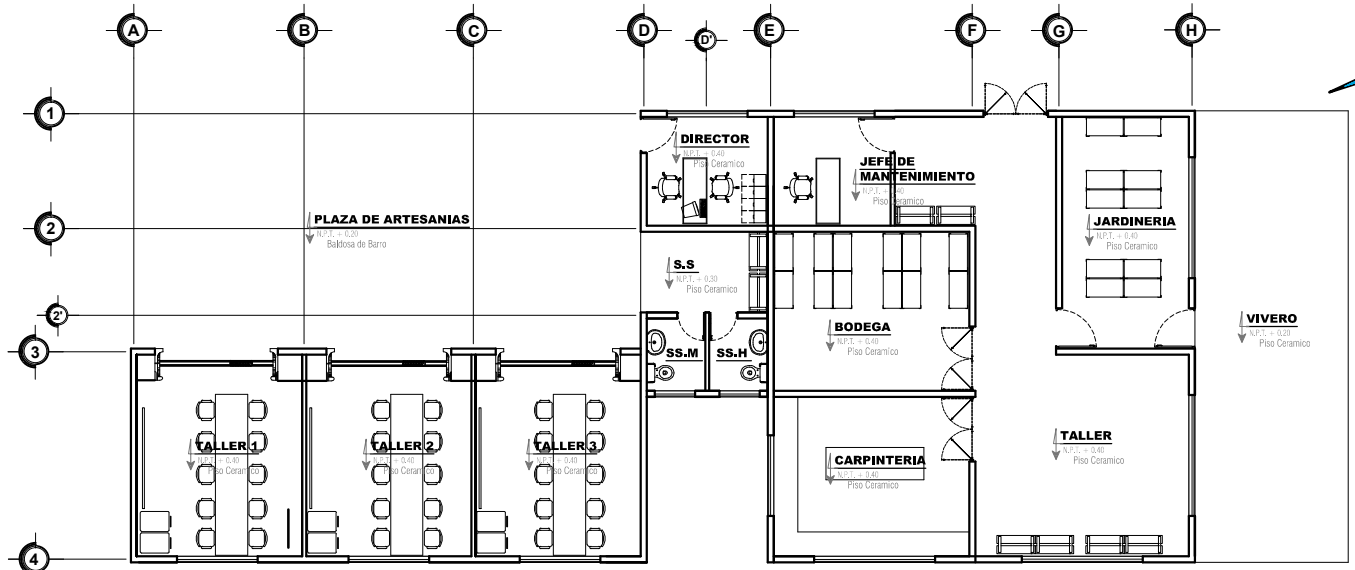 A
B
C
D
D'
E
F
G
H
1
2
2'
3
4
DIRECTOR
N.P.T. + 0.40
Piso Ceramico
JEFE DE
MANTENIMIENTO
N.P.T. + 0.40
Piso Ceramico
PLAZA DE ARTESANIAS
N.P.T. + 0.20
Baldosa de Barro
JARDINERIA
N.P.T. + 0.40
Piso Ceramico
S.S
N.P.T. + 0.30
Piso Ceramico
BODEGA
N.P.T. + 0.40
Piso Ceramico
VIVERO
N.P.T. + 0.20
Piso Ceramico
SS.M
SS.H
TALLER 1
N.P.T. + 0.40
Piso Ceramico
TALLER 2
N.P.T. + 0.40
Piso Ceramico
TALLER 3
N.P.T. + 0.40
Piso Ceramico
CARPINTERIA
N.P.T. + 0.40
Piso Ceramico
TALLER
N.P.T. + 0.40
Piso Ceramico